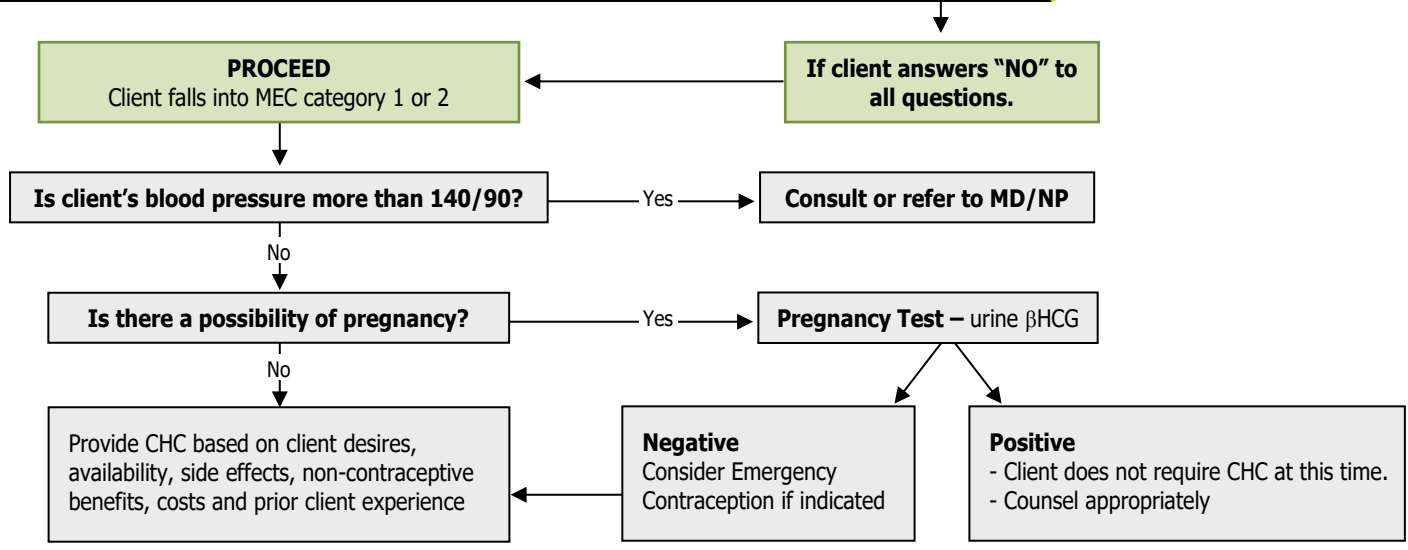 PROCEED
Client falls into MEC category 1 or 2
If client answers “NO” to
all questions.
Is client’s blood pressure more than 140/90?
Yes
Consult or refer to MD/NP
No
Is there a possibility of pregnancy?
Yes
Pregnancy Test – urine βHCG
No
Provide CHC based on client desires,
availability, side effects, non-contraceptive
benefits, costs and prior client experience
Negative
Consider Emergency
Contraception if indicated
Positive
- Client does not require CHC at this time.
- Counsel appropriately